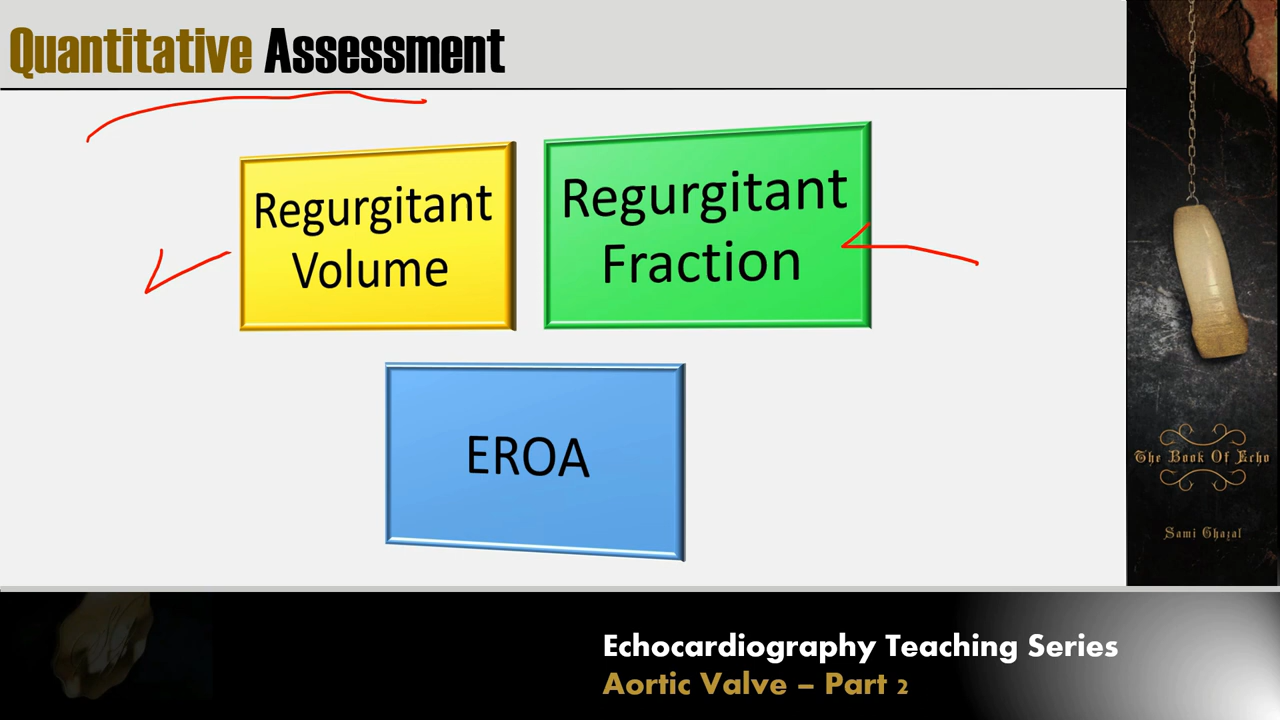 Quantitative Assessment
Regurgitant
Volume
Regurgitant
Fraction
EROA
The Book Of Echo
Sami Ghazal
Echocardiography Teaching Series
Aortic Valve – Part 2